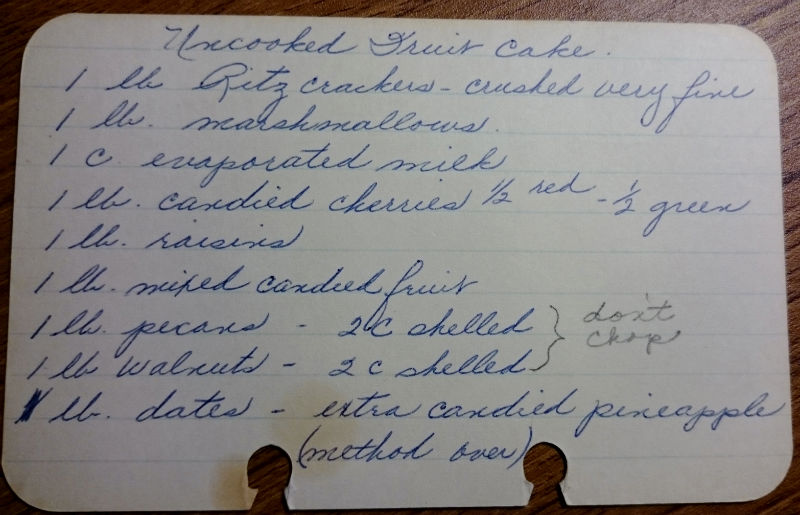 Uncooked Fruit Cake.
1 lb Ritz crackers - crushed very fine
1 lb. marshmallows.
1 c. evaporated milk
1 lb. candied cherries 1/2 red - 1/2 green
1 lb. raisins
1 lb. mixed candied fruit
1 lb. pecans - 2 C shelled } don't
1 lb walnuts - 2 c shelled } chop
1 lb. dates - extra candied pineapple
(method over)